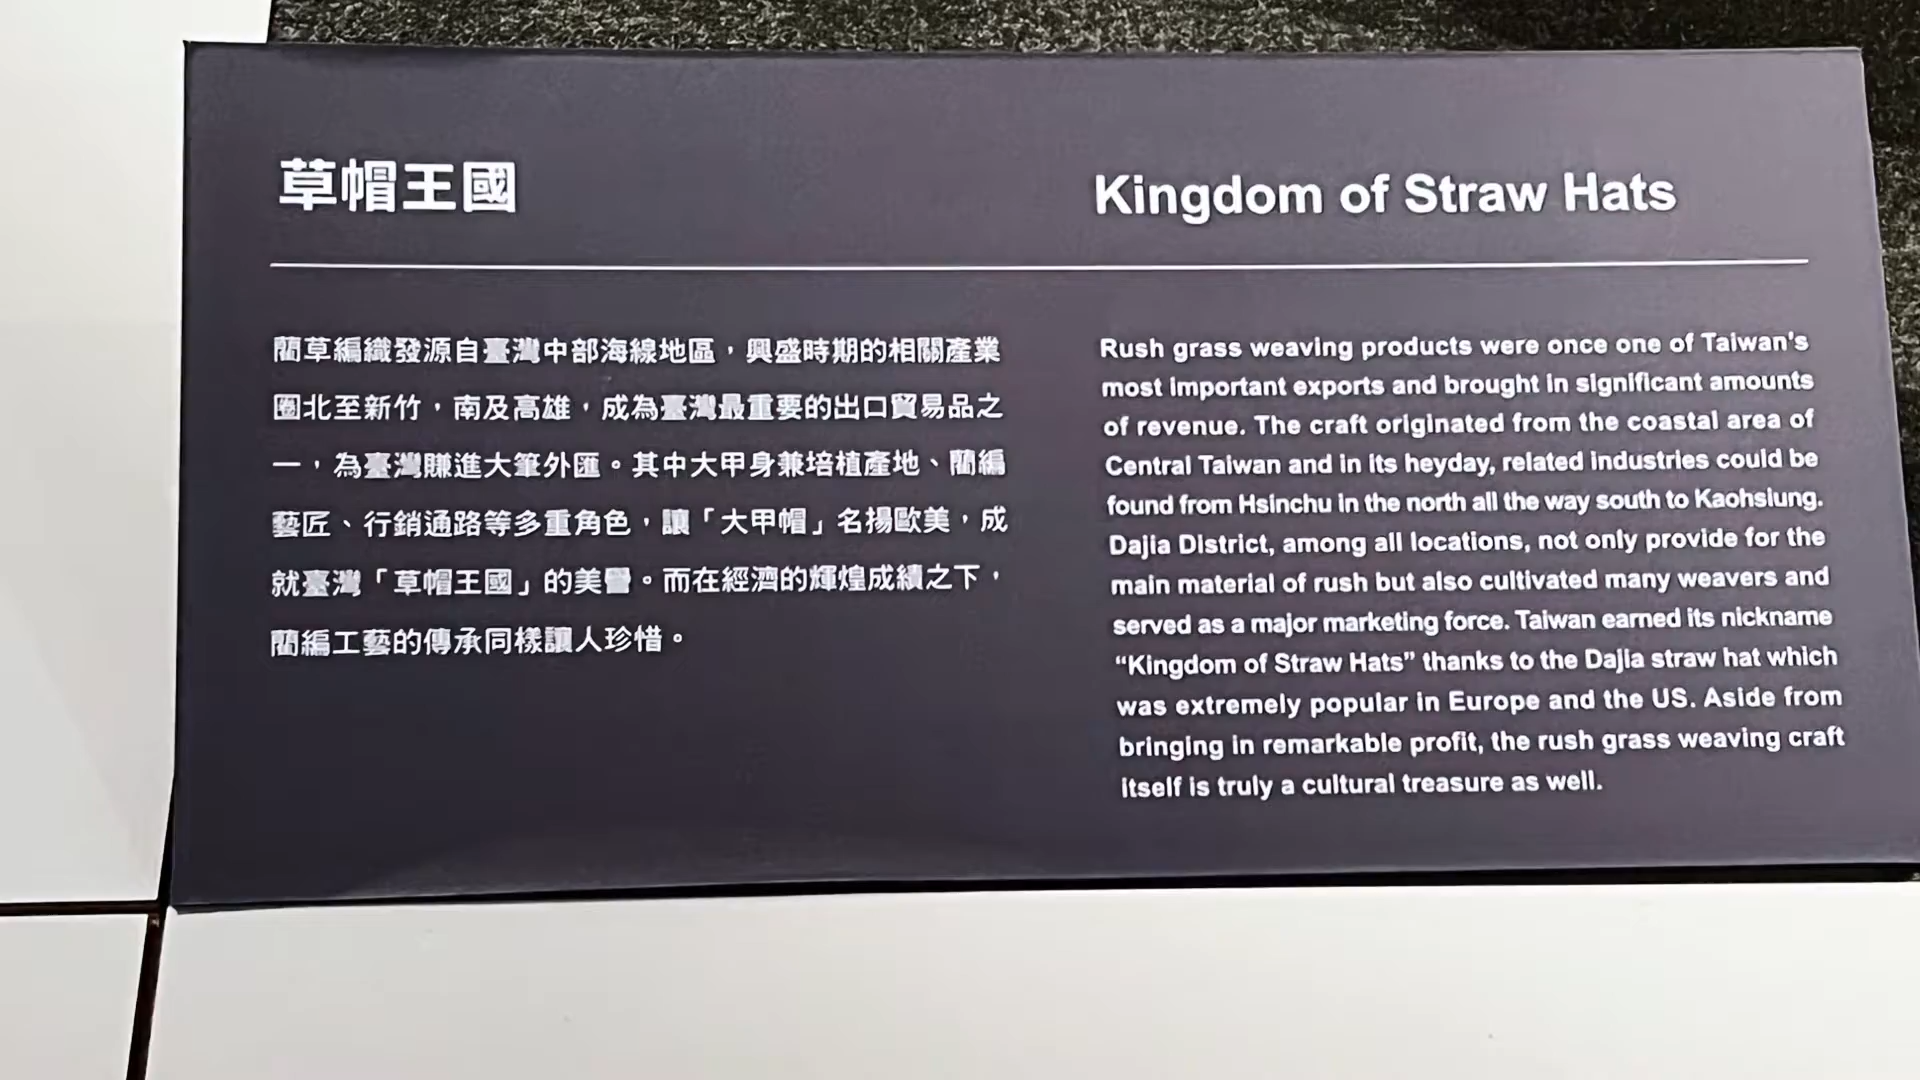 草帽王國
藺草編織發源自臺灣中部海線地區，興盛時期的相關產業
圈北至新竹，南及高雄，成為臺灣最重要的出口貿易品之
一，為臺灣賺進大筆外匯。其中大甲身兼培植產地、藺編
藝匠、行銷通路等多重角色，讓「大甲帽」名揚歐美，成
就臺灣「草帽王國」的美譽。而在經濟的輝煌成績之下，
藺編工藝的傳承同樣讓人珍惜。
Kingdom of Straw Hats
Rush grass weaving products were once one of Taiwan's
most important exports and brought in significant amounts
of revenue. The craft originated from the coastal area of
Central Taiwan and in its heyday, related industries could be
found from Hsinchu in the north all the way south to Kaohsiung.
Dajia District, among all locations, not only provide for the
main material of rush but also cultivated many weavers and
served as a major marketing force. Taiwan earned its nickname
“Kingdom of Straw Hats” thanks to the Dajia straw hat which
was extremely popular in Europe and the US. Aside from
bringing in remarkable profit, the rush grass weaving craft
itself is truly a cultural treasure as well.